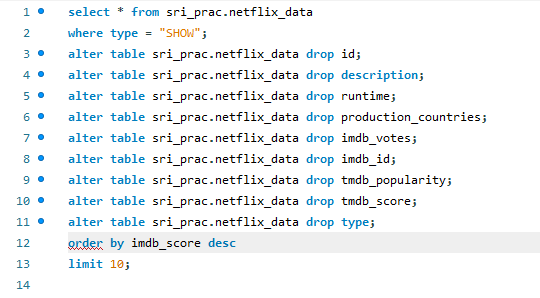 1 select * from sri_prac.netflix_data
2 where type = "SHOW";
3 alter table sri_prac.netflix_data drop id;
4 alter table sri_prac.netflix_data drop description;
5 alter table sri_prac.netflix_data drop runtime;
6 alter table sri_prac.netflix_data drop production_countries;
7 alter table sri_prac.netflix_data drop imdb_votes;
8 alter table sri_prac.netflix_data drop imdb_id;
9 alter table sri_prac.netflix_data drop tmdb_popularity;
10 alter table sri_prac.netflix_data drop tmdb_score;
11 alter table sri_prac.netflix_data drop type;
12 order by imdb_score desc
13 limit 10;
14